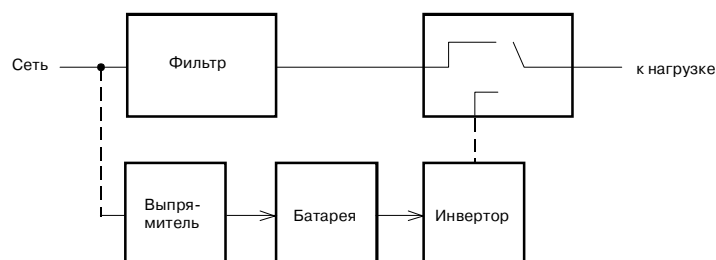 Сеть
Фильтр
к нагрузке
Выпря-
митель
Батарея
Инвертор